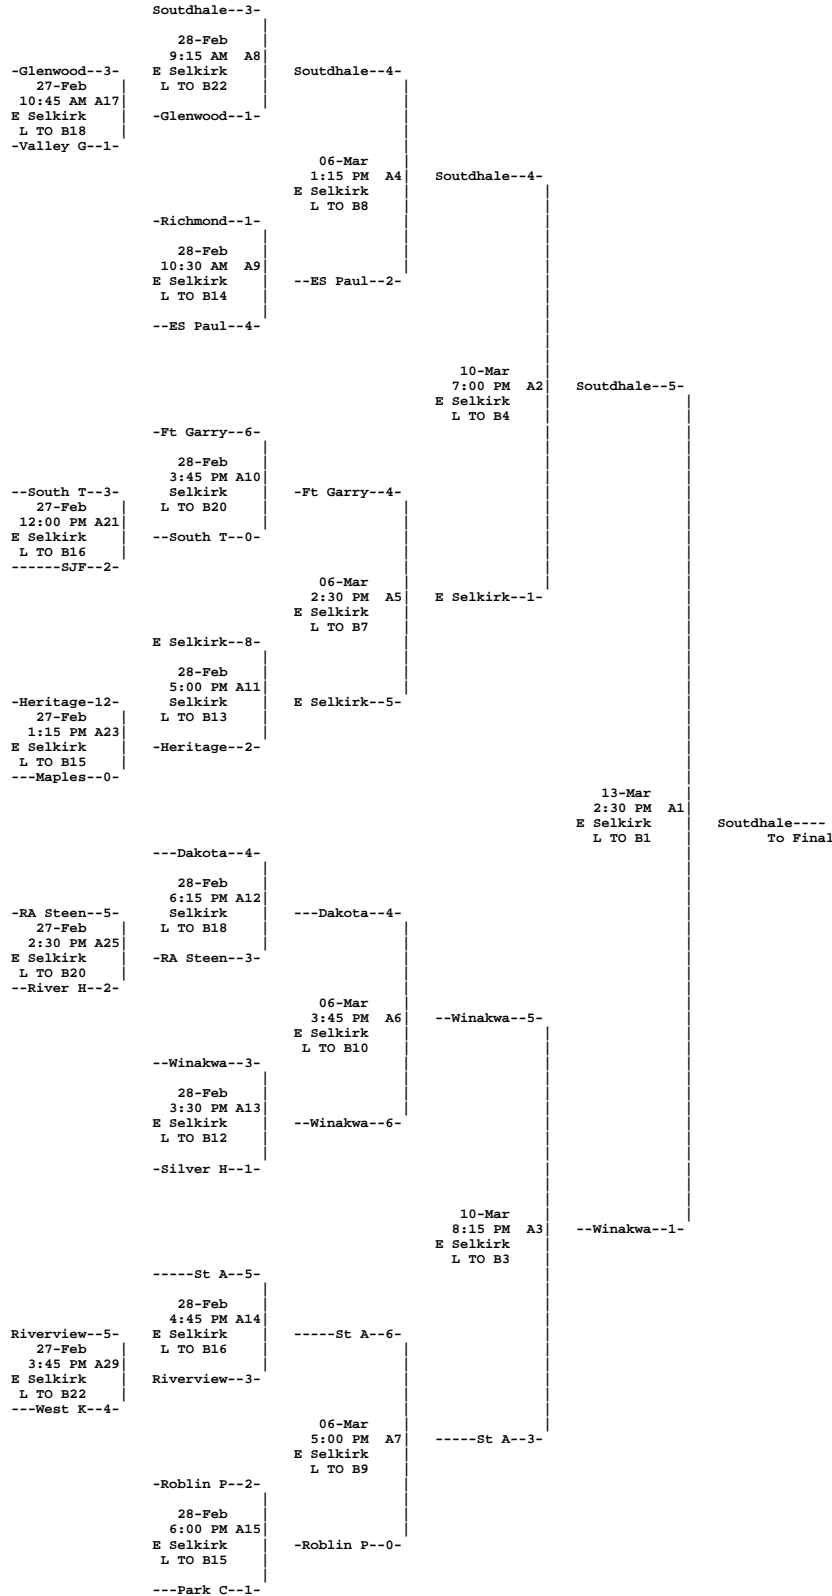 Soutdhale--3-
28-Feb
9:15 AM A8
-Glenwood--3- E Selkirk Soutdhale--4-
27-Feb L TO B22
10:45 AM A17
E Selkirk -Glenwood--1-
L TO B18
-Valley G--1-
06-Mar
1:15 PM A4 Soutdhale--4-
E Selkirk
L TO B8
-Richmond--1-
28-Feb
10:30 AM A9
E Selkirk --ES Paul--2-
L TO B14
--ES Paul--4-
10-Mar
7:00 PM A2 Soutdhale--5-
E Selkirk
L TO B4
-Ft Garry--6-
28-Feb
3:45 PM A10
--South T--3- Selkirk -Ft Garry--4-
27-Feb L TO B20
12:00 PM A21
E Selkirk --South T--0-
L TO B16
------SJF--2-
06-Mar
2:30 PM A5 E Selkirk--1-
E Selkirk
L TO B7
E Selkirk--8-
28-Feb
5:00 PM A11
-Heritage-12- Selkirk E Selkirk--5-
27-Feb L TO B13
1:15 PM A23
E Selkirk -Heritage--2-
L TO B15
---Maples--0-
13-Mar
2:30 PM A1
E Selkirk Soutdhale----
L TO B1 To Final
---Dakota--4-
28-Feb
6:15 PM A12
-RA Steen--5- Selkirk ---Dakota--4-
27-Feb L TO B18
2:30 PM A25
E Selkirk -RA Steen--3-
L TO B20
--River H--2-
06-Mar
3:45 PM A6 --Winakwa--5-
E Selkirk
L TO B10
--Winakwa--3-
28-Feb
3:30 PM A13
E Selkirk --Winakwa--6-
L TO B12
-Silver H--1-
10-Mar
8:15 PM A3 --Winakwa--1-
E Selkirk
L TO B3
-----St A--5-
28-Feb
4:45 PM A14
Riverview--5- E Selkirk -----St A--6-
27-Feb L TO B16
3:45 PM A29
E Selkirk Riverview--3-
L TO B22
---West K--4-
06-Mar
5:00 PM A7 -----St A--3-
E Selkirk
L TO B9
-Roblin P--2-
28-Feb
6:00 PM A15
E Selkirk -Roblin P--0-
L TO B15
---Park C--1-